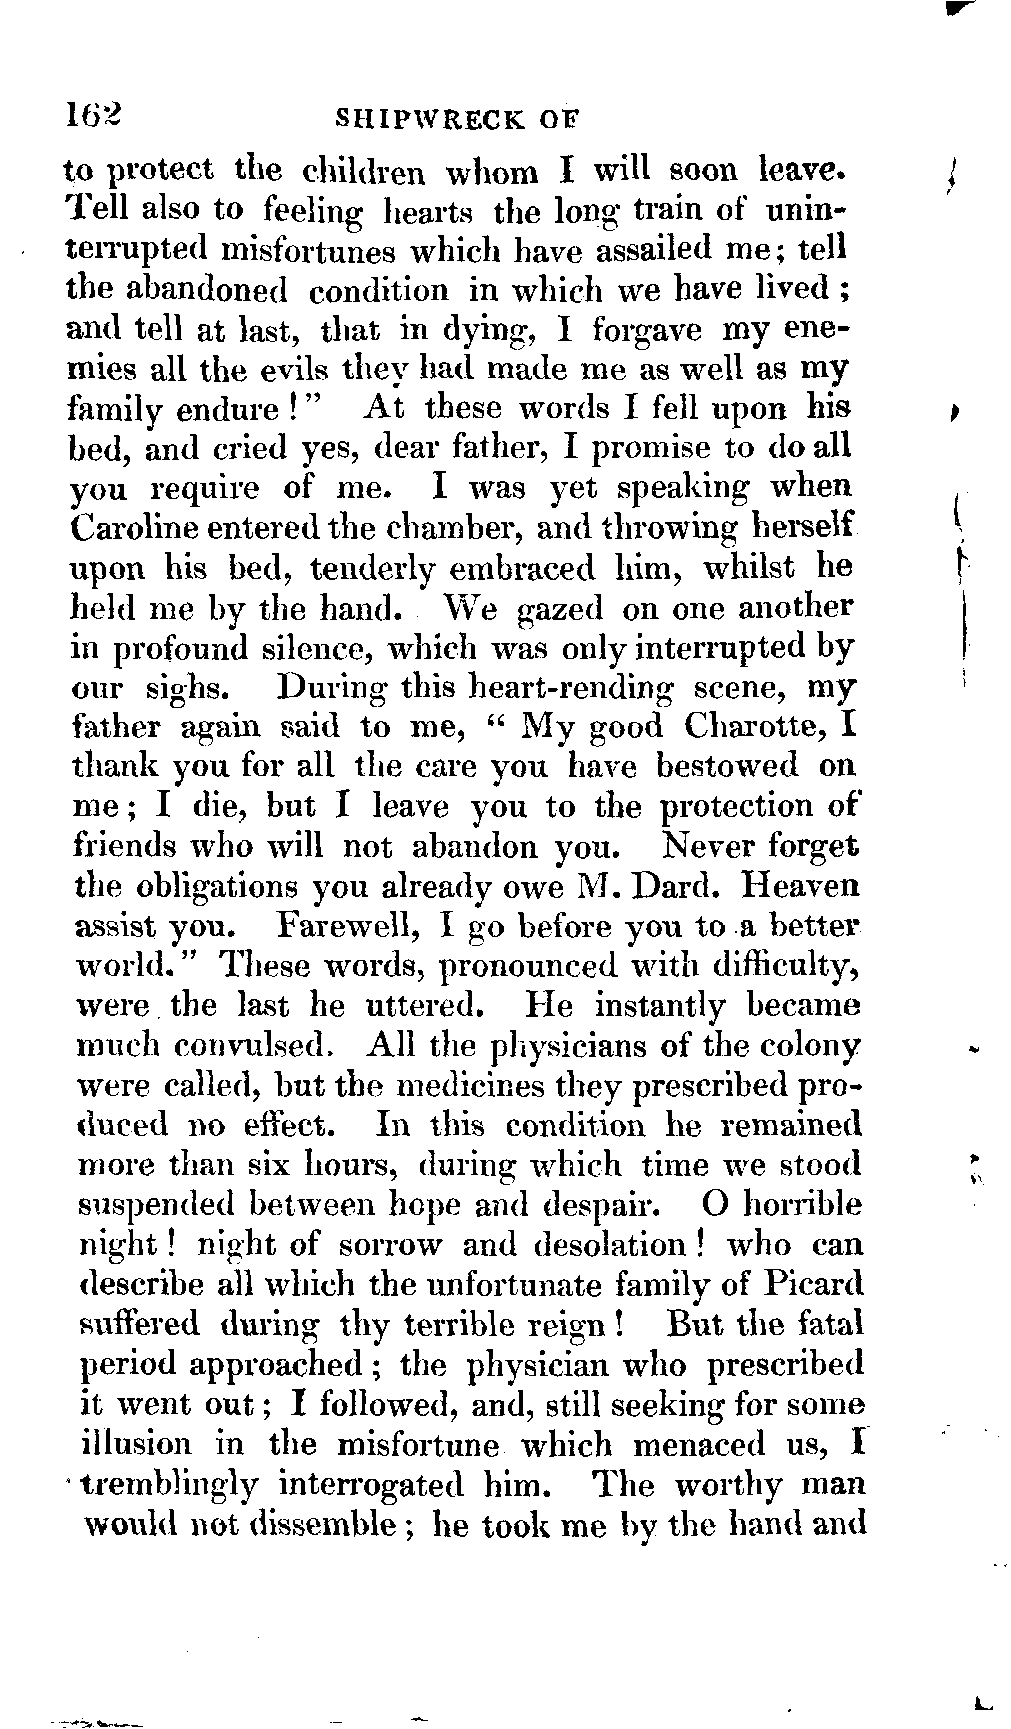 162 SHIPWRECK OF
to protect the children whom I will soon leave.
Tell also to feeling hearts the long train of unin-
terrupted misfortunes which have assailed me; tell
the abandoned condition in which we have lived ;
and tell at last, that in dying, I forgave my ene-
mies all the evils they had made me as well as my
family endure !" At these words I fell upon his
bed, and cried yes, dear father, I promise to do all
you require of me. I was yet speaking when
Caroline entered the chamber, and throwing herself
upon his bed, tenderly embraced him, whilst he
held me by the hand. We gazed on one another
in profound silence, which was only interrupted by
our sighs. During this heart-rending scene, my
father again said to me, " My good Charotte, I
thank you for all the care you have bestowed on
me ; I die, but I leave you to the protection of
friends who will not abandon you. Never forget
the obligations you already owe M. Dard. Heaven
assist you. Farewell, I go before you to a better
world." These words, pronounced with difficulty,
were the last he uttered. He instantly became
much convulsed. All the physicians of the colony
were called, but the medicines they prescribed pro-
duced no effect. In this condition he remained
more than six hours, during which time we stood
suspended between hope and despair. O horrible
night ! night of sorrow and desolation ! who can
describe all which the unfortunate family of Picard
suffered during thy terrible reign ! But the fatal
period approached ; the physician who prescribed
it went out ; I followed, and, still seeking for some
illusion in the misfortune which menaced us, I
tremblingly interrogated him. The worthy man
would not dissemble ; he took me by the hand and